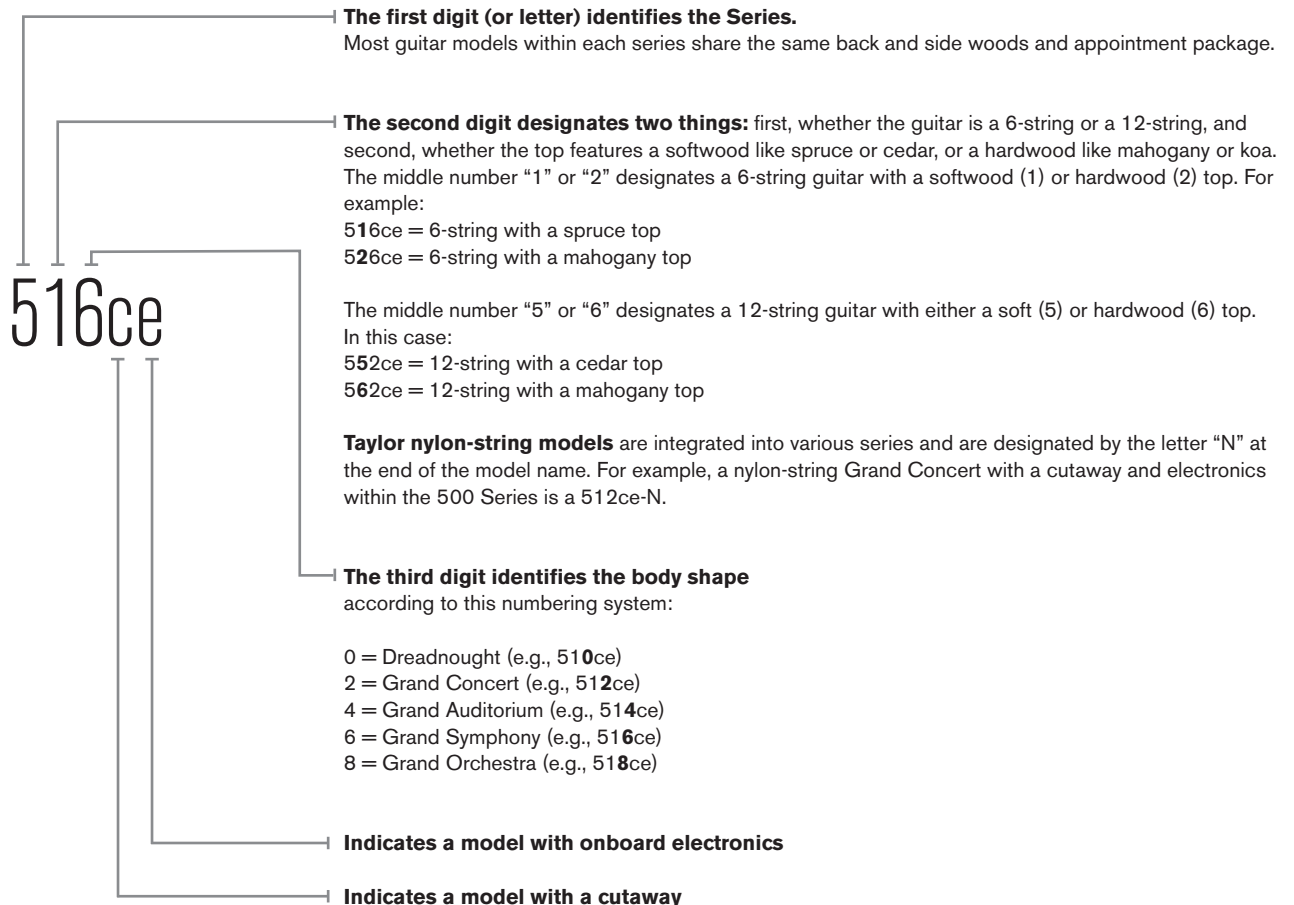 The first digit (or letter) identifies the Series.
Most guitar models within each series share the same back and side woods and appointment package.
The second digit designates two things: first, whether the guitar is a 6-string or a 12-string, and
second, whether the top features a softwood like spruce or cedar, or a hardwood like mahogany or koa.
The middle number “1” or “2” designates a 6-string guitar with a softwood (1) or hardwood (2) top. For
example:
516ce = 6-string with a spruce top
526ce = 6-string with a mahogany top
516ce
The middle number “5” or “6” designates a 12-string guitar with either a soft (5) or hardwood (6) top.
In this case:
552ce = 12-string with a cedar top
562ce = 12-string with a mahogany top
Taylor nylon-string models are integrated into various series and are designated by the letter “N” at
the end of the model name. For example, a nylon-string Grand Concert with a cutaway and electronics
within the 500 Series is a 512ce-N.
The third digit identifies the body shape
according to this numbering system:
0 = Dreadnought (e.g., 510ce)
2 = Grand Concert (e.g., 512ce)
4 = Grand Auditorium (e.g., 514ce)
6 = Grand Symphony (e.g., 516ce)
8 = Grand Orchestra (e.g., 518ce)
Indicates a model with onboard electronics
Indicates a model with a cutaway